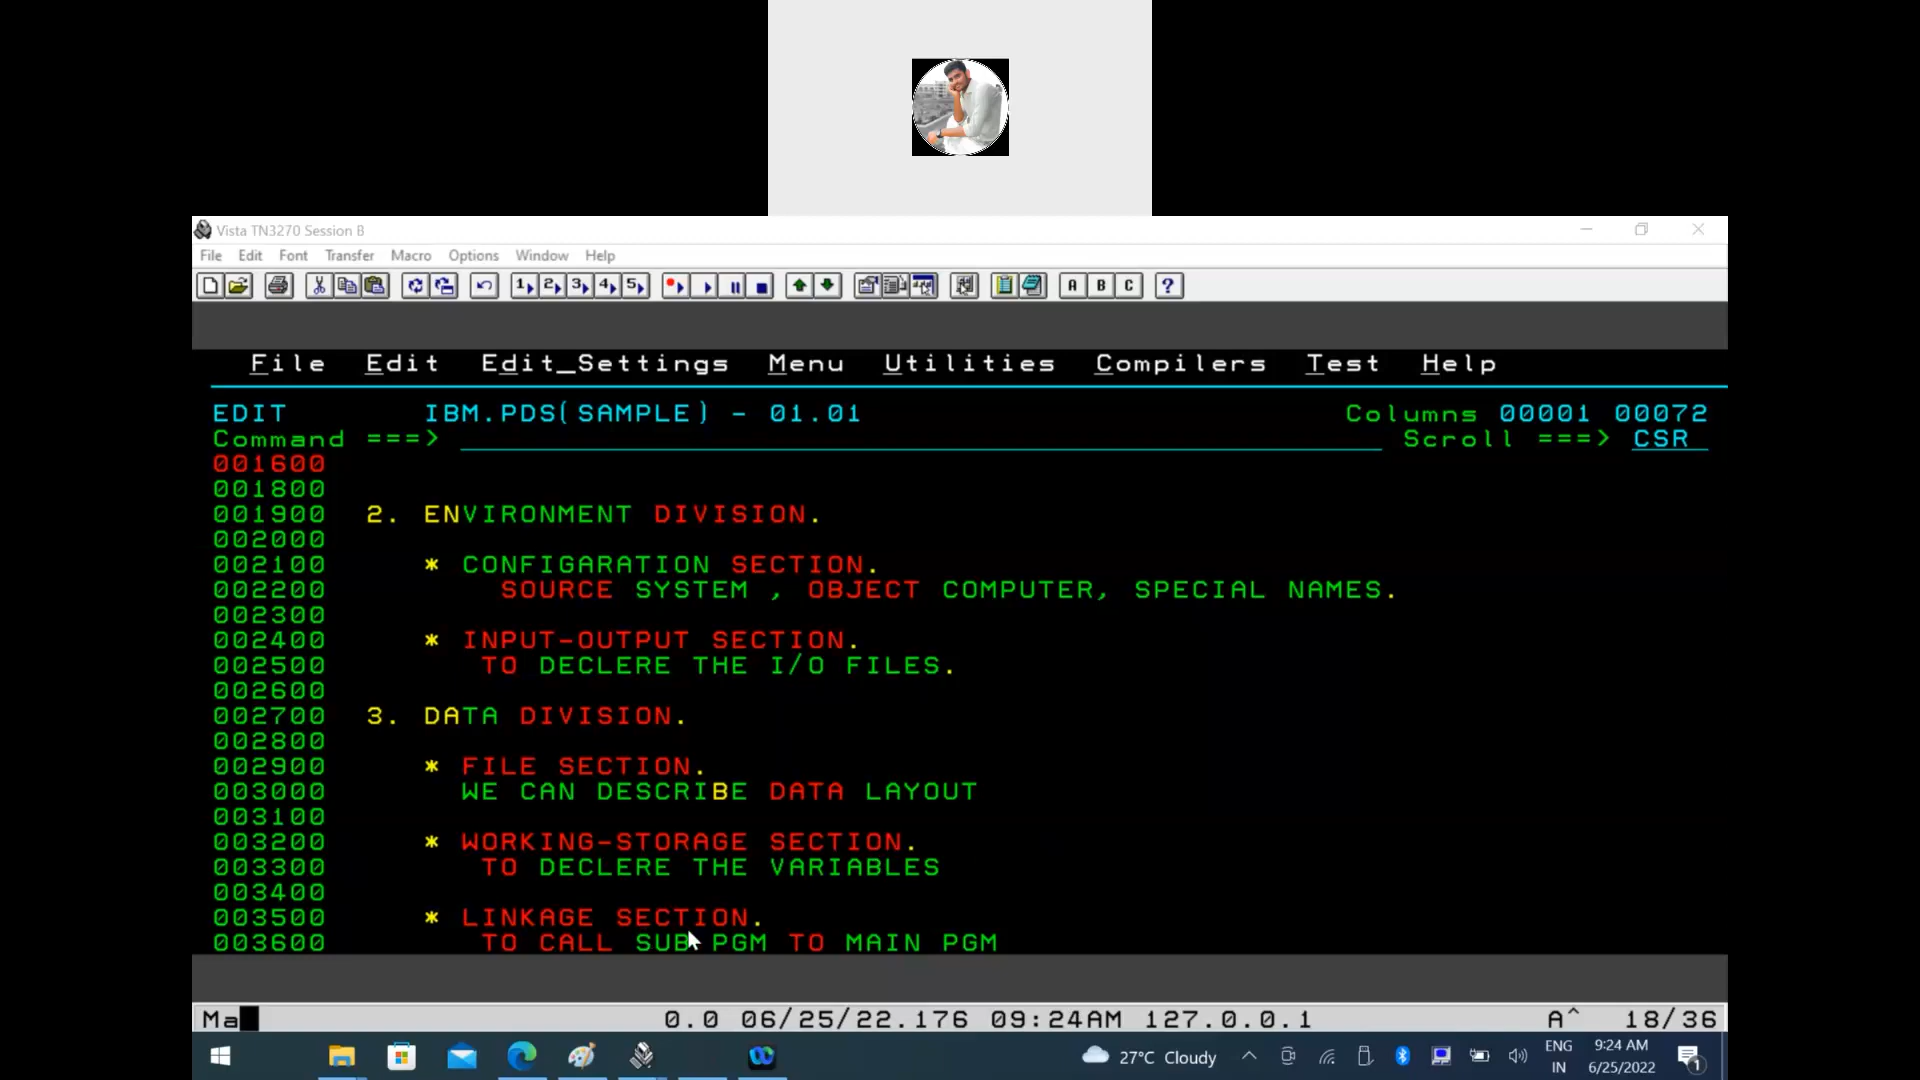 Vista TN3270 Session B
File Edit Font Transfer Macro Options Window Help
1 2 3 4 5 A B C ?
File Edit Edit_Settings Menu Utilities Compilers Test Help
EDIT IBM.PDS(SAMPLE) - 01.01 Columns 00001 00072
Command ===> Scroll ===> CSR
001600
001800
001900 2. ENVIRONMENT DIVISION.
002000
002100 * CONFIGARATION SECTION.
002200 SOURCE SYSTEM , OBJECT COMPUTER, SPECIAL NAMES.
002300
002400 * INPUT-OUTPUT SECTION.
002500 TO DECLERE THE I/O FILES.
002600
002700 3. DATA DIVISION.
002800
002900 * FILE SECTION.
003000 WE CAN DESCRIBE DATA LAYOUT
003100
003200 * WORKING-STORAGE SECTION.
003300 TO DECLERE THE VARIABLES
003400
003500 * LINKAGE SECTION.
003600 TO CALL SUB PGM TO MAIN PGM
Ma 0.0 06/25/22.176 09:24AM 127.0.0.1 A^ 18/36
27°C Cloudy ENG IN 9:24 AM 6/25/2022 1